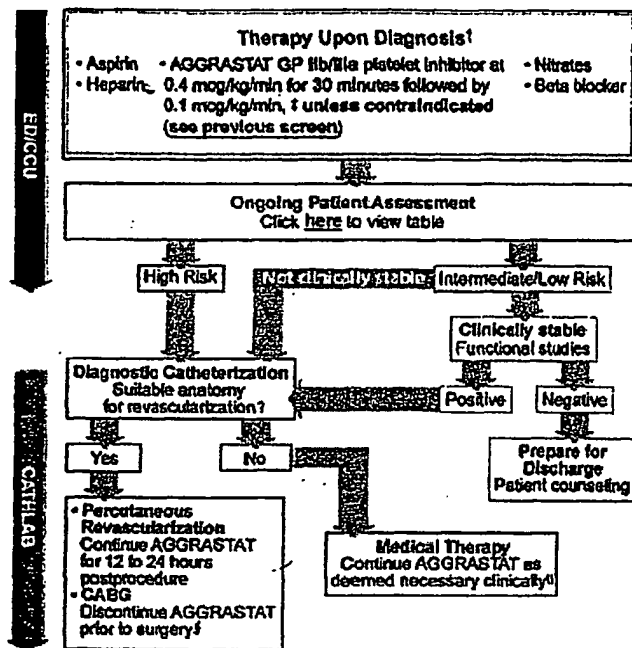 Therapy Upon Diagnosis†
• Aspirin • AGGRASTAT GP IIb/IIIa platelet inhibitor at • Nitrates
• Heparin 0.4 mcg/kg/min for 30 minutes followed by • Beta blocker
0.1 mcg/kg/min, ‡ unless contraindicated
(see previous screen)
ED/CCU
Ongoing Patient Assessment
Click here to view table
High Risk
Not clinically stable
Intermediate/Low Risk
Clinically stable
Functional studies
Diagnostic Catheterization
Suitable anatomy
for revascularization?
Positive
Negative
CATHLAB
Yes
No
Prepare for
Discharge
Patient counseling
• Percutaneous
Revascularization
Continue AGGRASTAT
for 12 to 24 hours
postprocedure
• CABG
Discontinue AGGRASTAT
prior to surgery§
Medical Therapy
Continue AGGRASTAT as
deemed necessary clinically